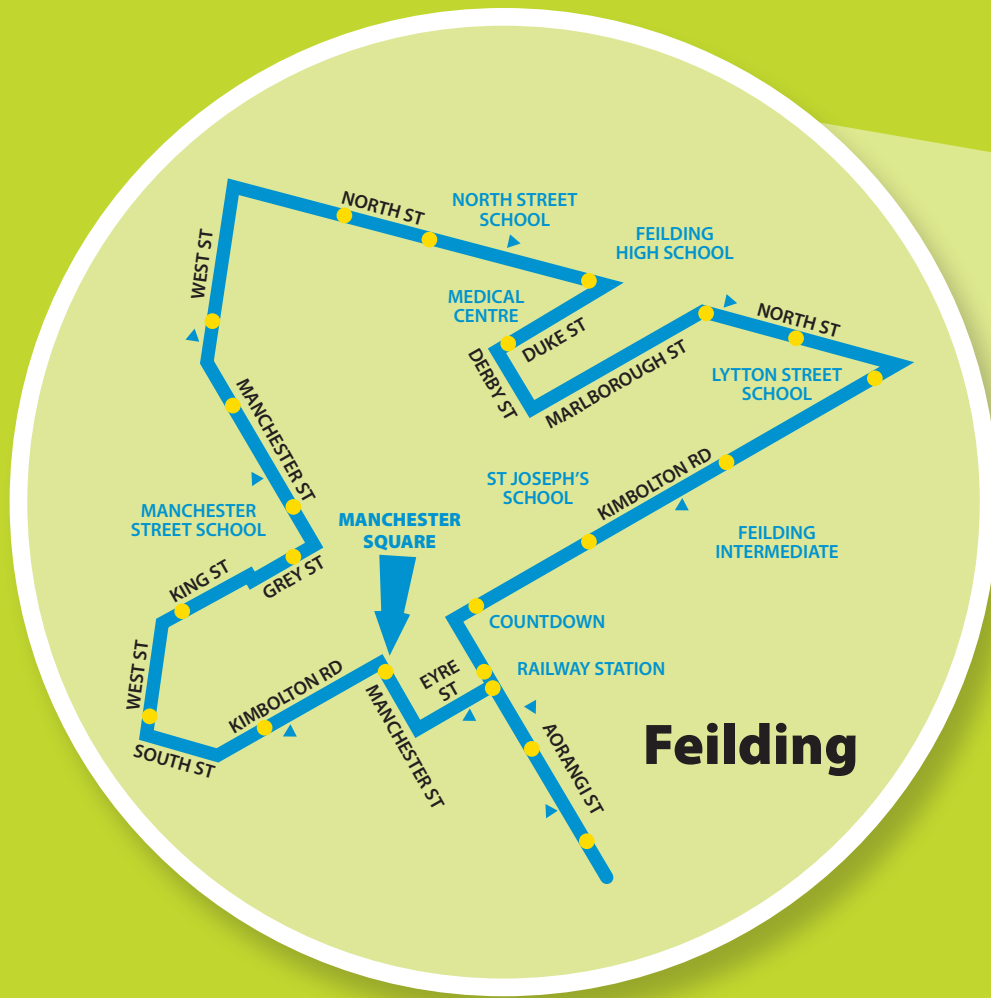 NORTH ST
NORTH STREET
SCHOOL
FEILDING
HIGH SCHOOL
WEST ST
MEDICAL
CENTRE
DUKE ST
NORTH ST
DERBY ST
MARLBOROUGH ST
LYTTON STREET
SCHOOL
MANCHESTER ST
ST JOSEPH'S
SCHOOL
KIMBOLTON RD
MANCHESTER
STREET SCHOOL
MANCHESTER
SQUARE
FEILDING
INTERMEDIATE
KING ST
GREY ST
COUNTDOWN
WEST ST
KIMBOLTON RD
EYRE
ST
RAILWAY STATION
MANCHESTER ST
AORANGI ST
Feilding
SOUTH ST